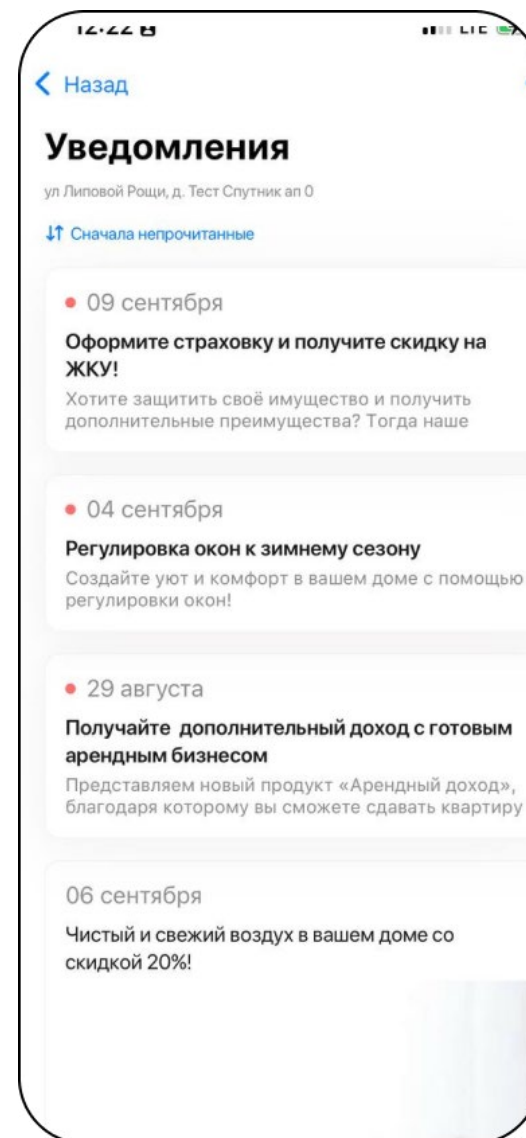 12:22
LTE
Назад
Уведомления
ул Липовой Рощи, д. Тест Спутник ап 0
Сначала непрочитанные
09 сентября
Оформите страховку и получите скидку на
ЖКУ!
Хотите защитить своё имущество и получить
дополнительные преимущества? Тогда наше
04 сентября
Регулировка окон к зимнему сезону
Создайте уют и комфорт в вашем доме с помощью
регулировки окон!
29 августа
Получайте дополнительный доход с готовым
арендным бизнесом
Представляем новый продукт «Арендный доход»,
благодаря которому вы сможете сдавать квартиру
06 сентября
Чистый и свежий воздух в вашем доме со
скидкой 20%!